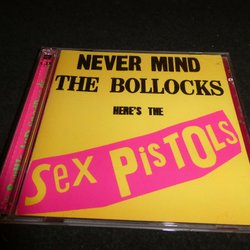 NEVER MIND
THE BOLLOCKS
HERE'S THE
Sex PiSTOLS